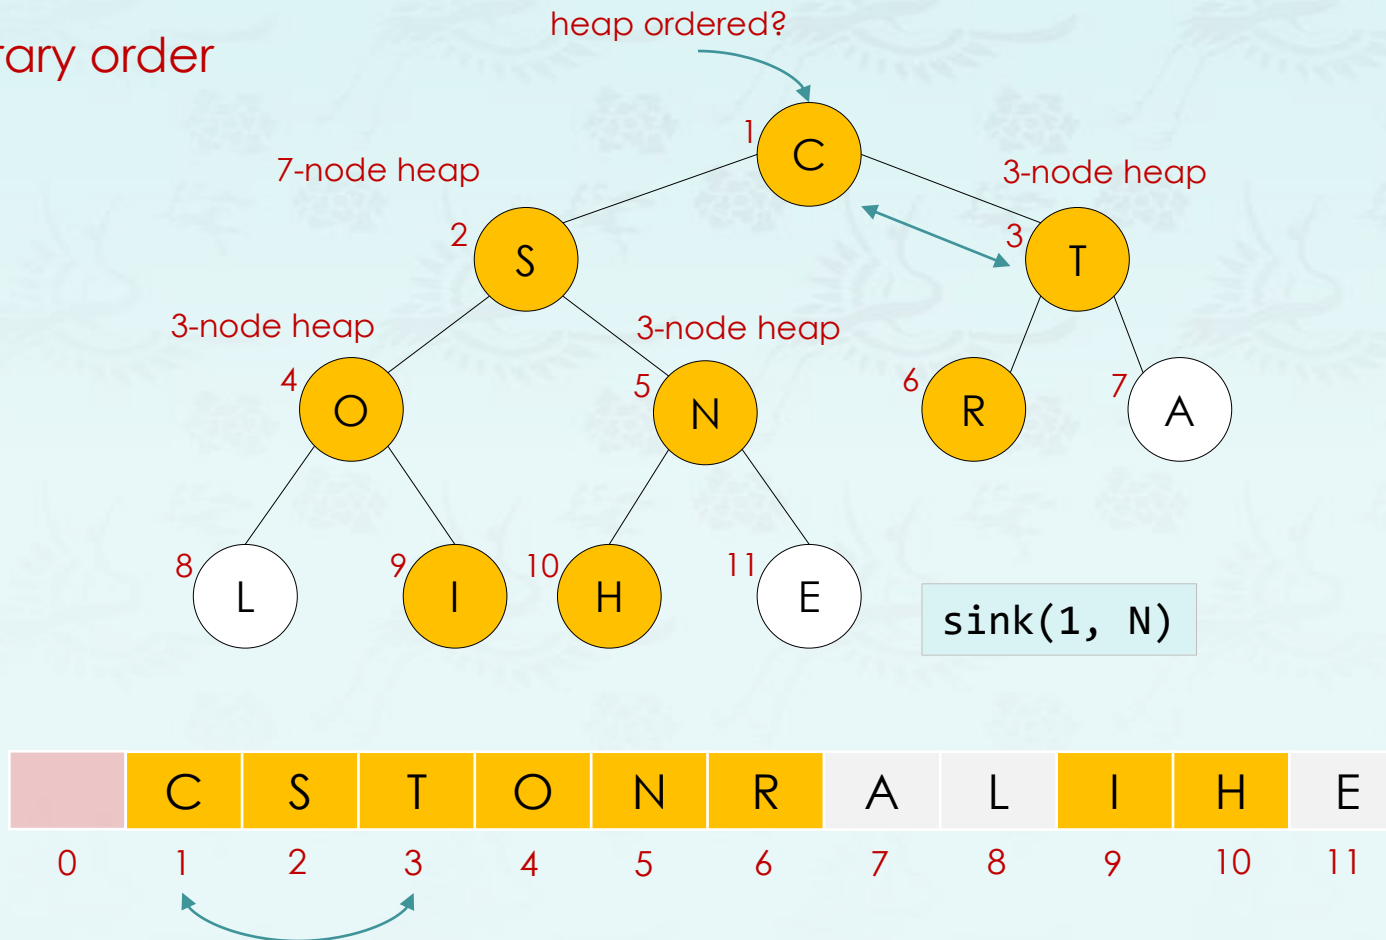 rary order
heap ordered?
1
C
7-node heap
3-node heap
2
S
3
T
3-node heap
3-node heap
4
O
5
N
6
R
7
A
8
L
9
I
10
H
11
E
sink(1, N)
C S T O N R A L I H E
0 1 2 3 4 5 6 7 8 9 10 11